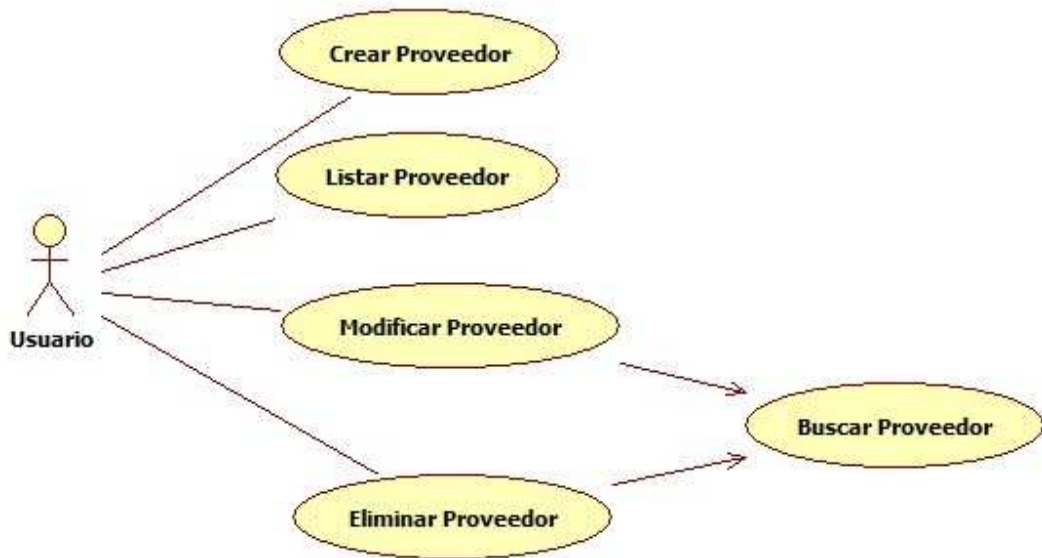 Crear Proveedor
Listar Proveedor
Usuario
Modificar Proveedor
Buscar Proveedor
Eliminar Proveedor